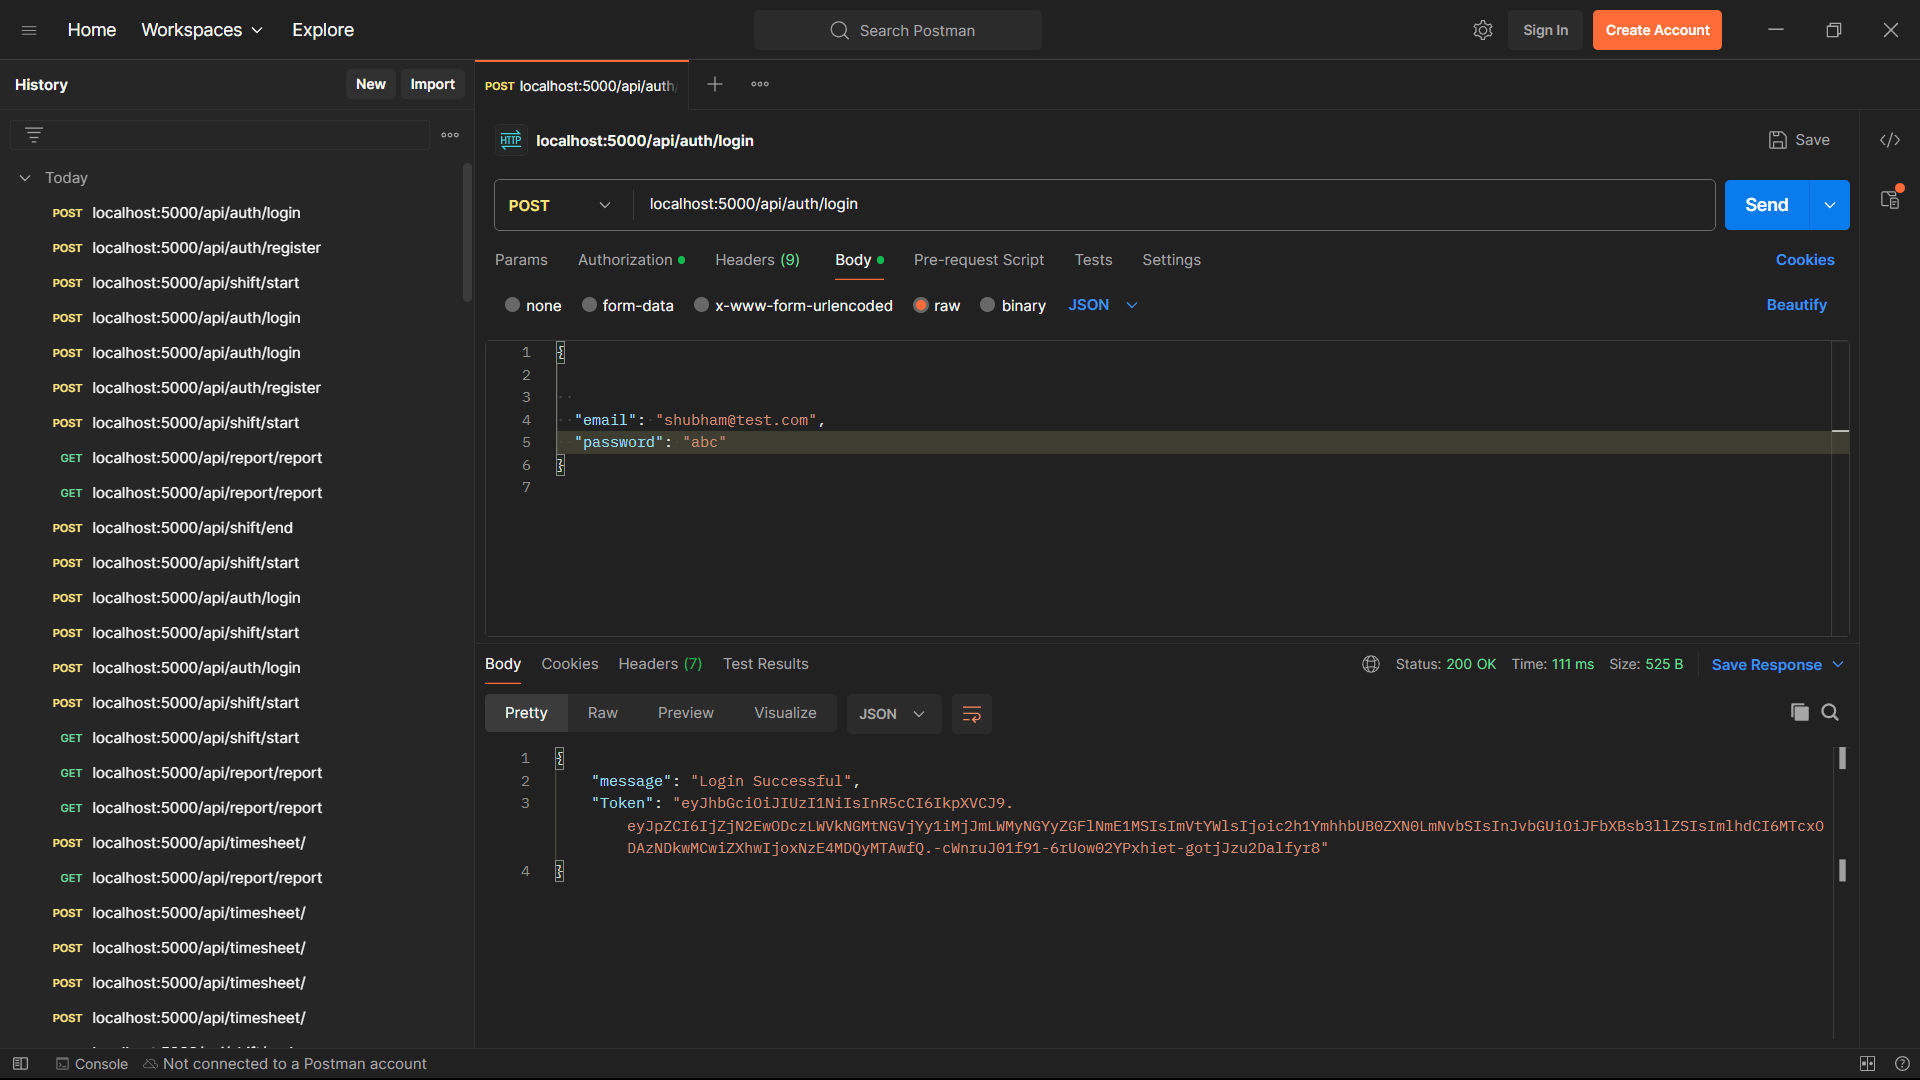 Home Workspaces Explore Search Postman Sign In Create Account
History New Import
POST localhost:5000/api/auth/
HTTP localhost:5000/api/auth/login Save
Today
POST localhost:5000/api/auth/login
POST localhost:5000/api/auth/register
POST localhost:5000/api/shift/start
POST localhost:5000/api/auth/login
POST localhost:5000/api/auth/login
POST localhost:5000/api/auth/register
POST localhost:5000/api/shift/start
GET localhost:5000/api/report/report
GET localhost:5000/api/report/report
POST localhost:5000/api/shift/end
POST localhost:5000/api/shift/start
POST localhost:5000/api/auth/login
POST localhost:5000/api/shift/start
POST localhost:5000/api/auth/login
POST localhost:5000/api/shift/start
GET localhost:5000/api/shift/start
GET localhost:5000/api/report/report
GET localhost:5000/api/report/report
POST localhost:5000/api/timesheet/
GET localhost:5000/api/report/report
POST localhost:5000/api/timesheet/
POST localhost:5000/api/timesheet/
POST localhost:5000/api/timesheet/
POST localhost:5000/api/timesheet/
POST localhost:5000/api/auth/login Send
Params Authorization Headers (9) Body Pre-request Script Tests Settings Cookies
none form-data x-www-form-urlencoded raw binary JSON Beautify
1 {
2
3
4 "email": "shubham@test.com",
5 "password": "abc"
6 }
7
Body Cookies Headers (7) Test Results Status: 200 OK Time: 111 ms Size: 525 B Save Response
Pretty Raw Preview Visualize JSON
1 {
2 "message": "Login Successful",
3 "Token": "eyJhbGciOiJIUzI1NiIsInR5cCI6IkpXVCJ9.
eyJpZCI6IjZjN2EwODczLWVkNGMtNGVjYy1iMjJmLWMyNGYyZGFlNmE1MSIsImVtYWlsIjoic2h1YmhhbUB0ZXN0LmNvbSIsInJvbGUiOiJFbXBsb3llZSIsImlhdCI6MTcxO
DAzNDkwMCwiZXhwIjoxNzE4MDQyMTAwfQ.-cWnruJ01f91-6rUow02YPxhiet-gotjJzu2Dalfyr8"
4 }
Console Not connected to a Postman account